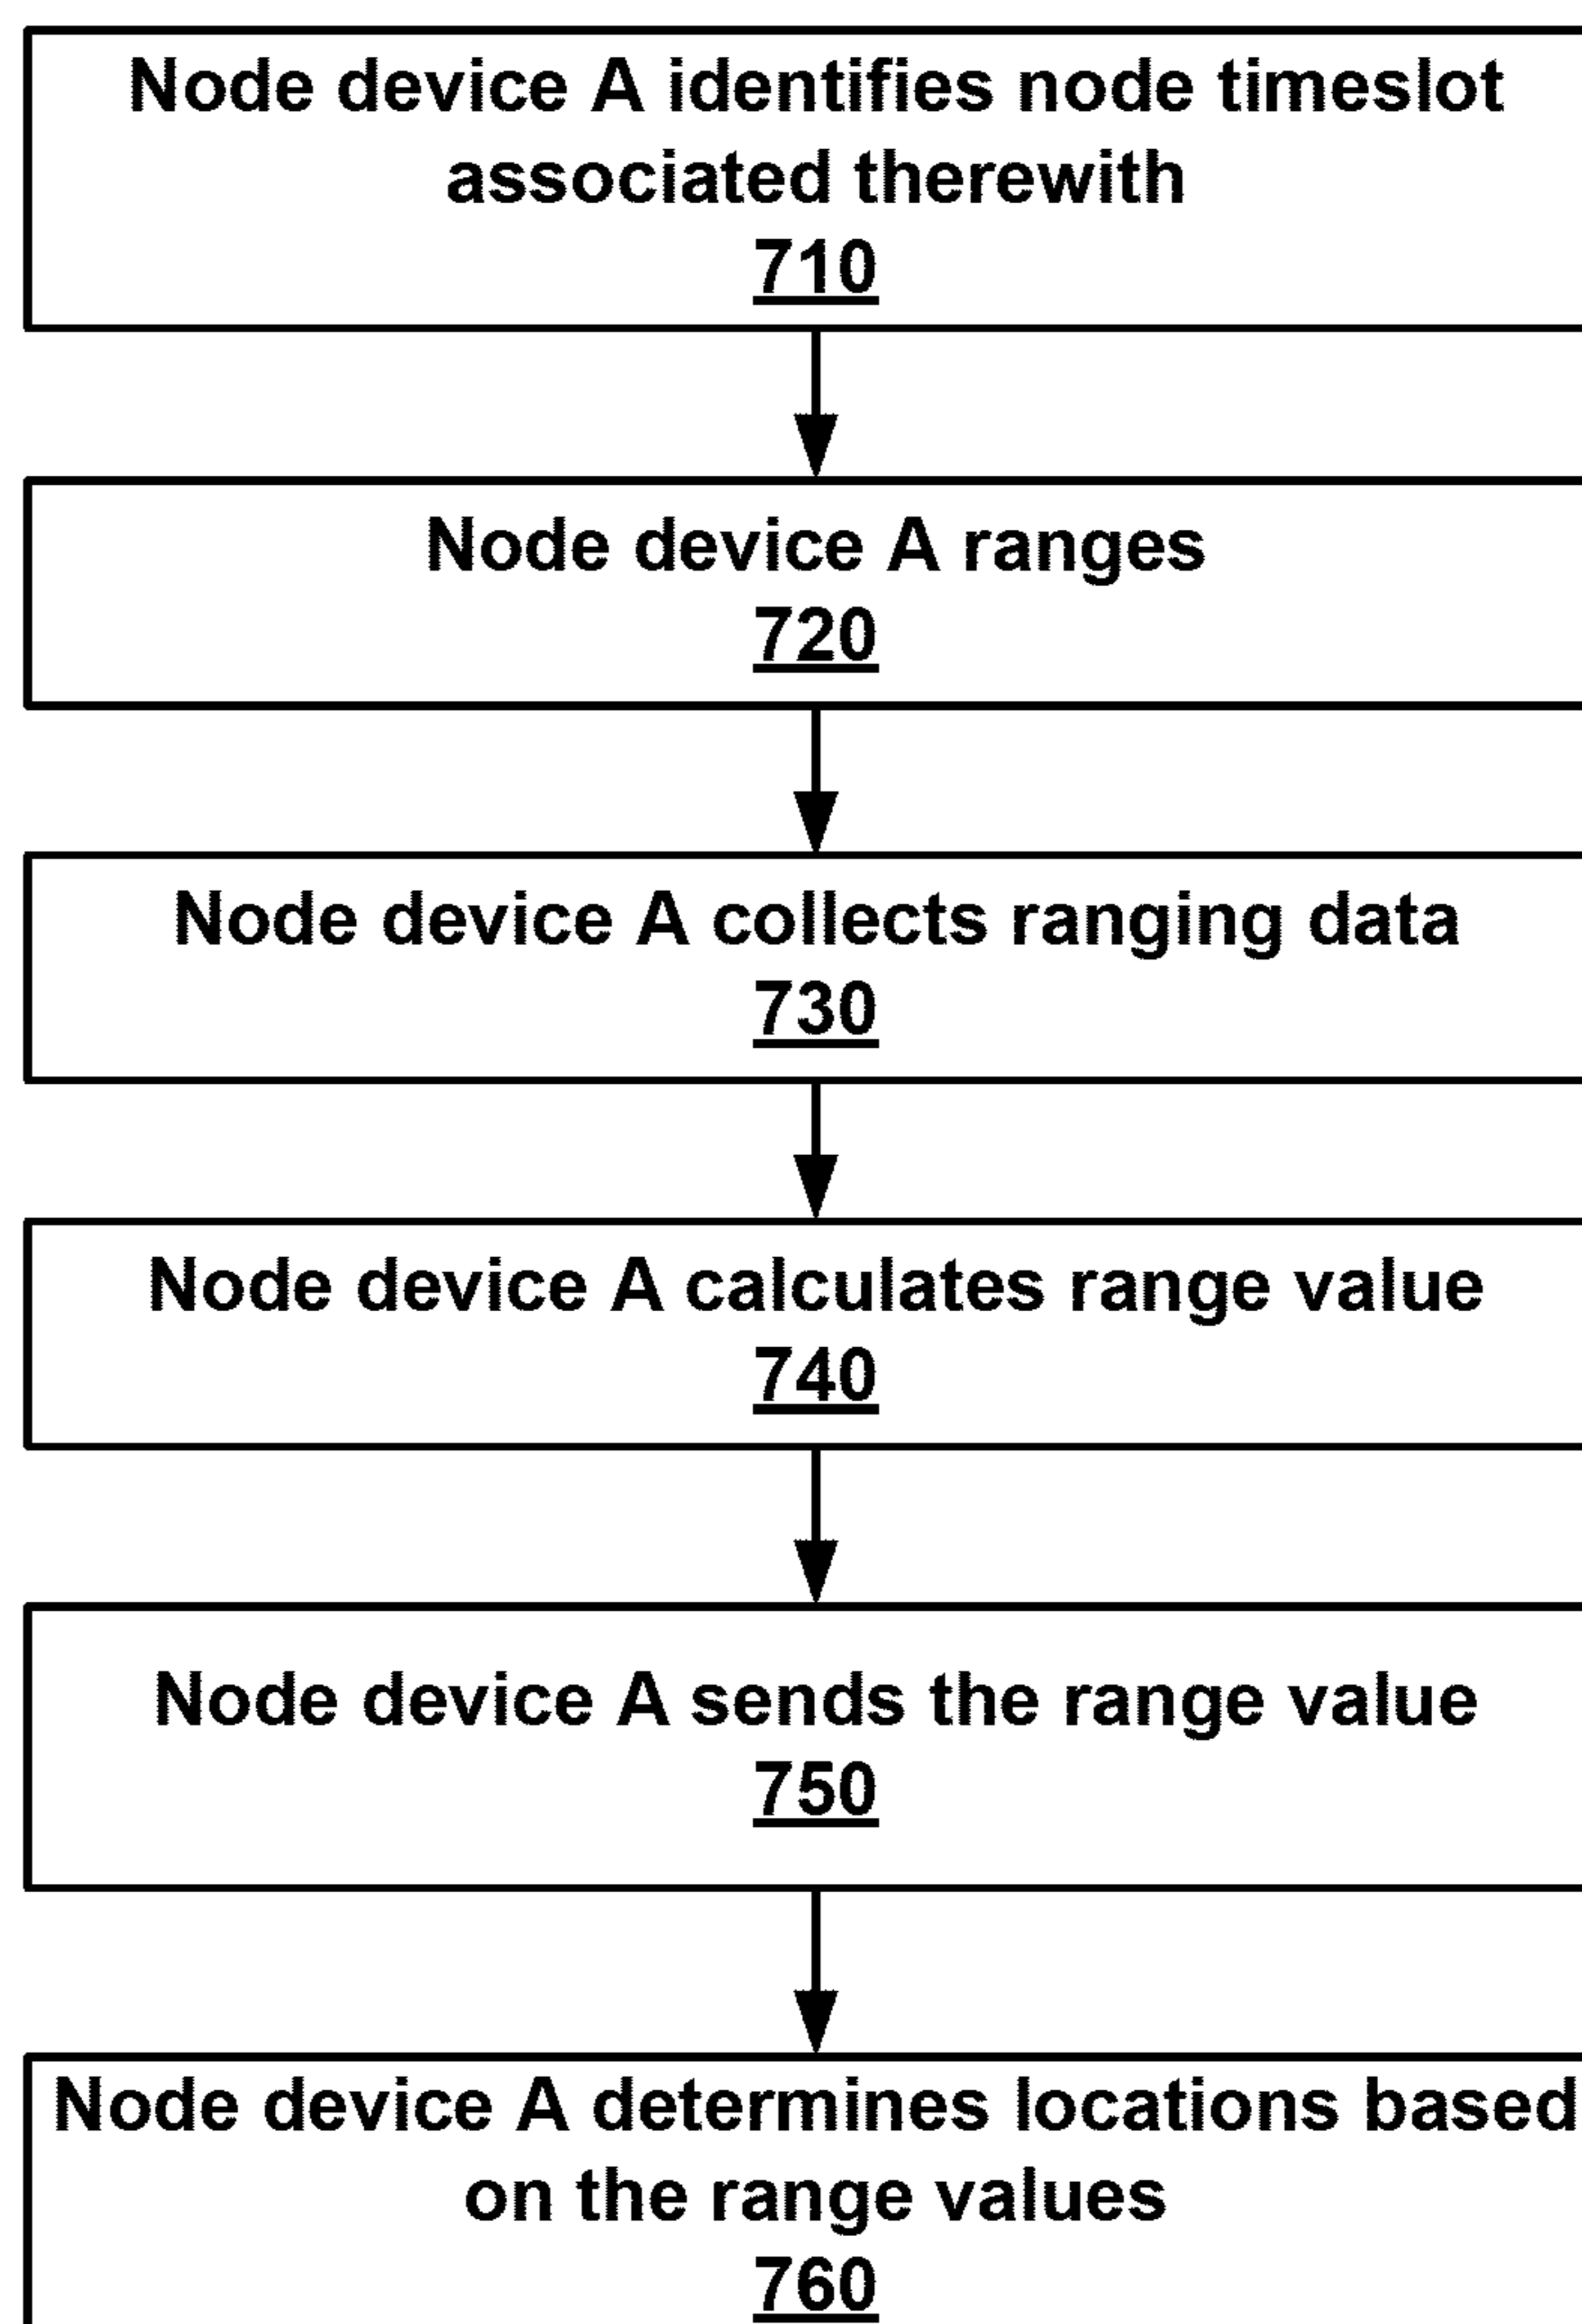 Node device A identifies node timeslot
associated therewith
710
Node device A ranges
720
Node device A collects ranging data
730
Node device A calculates range value
740
Node device A sends the range value
750
Node device A determines locations based
on the range values
760